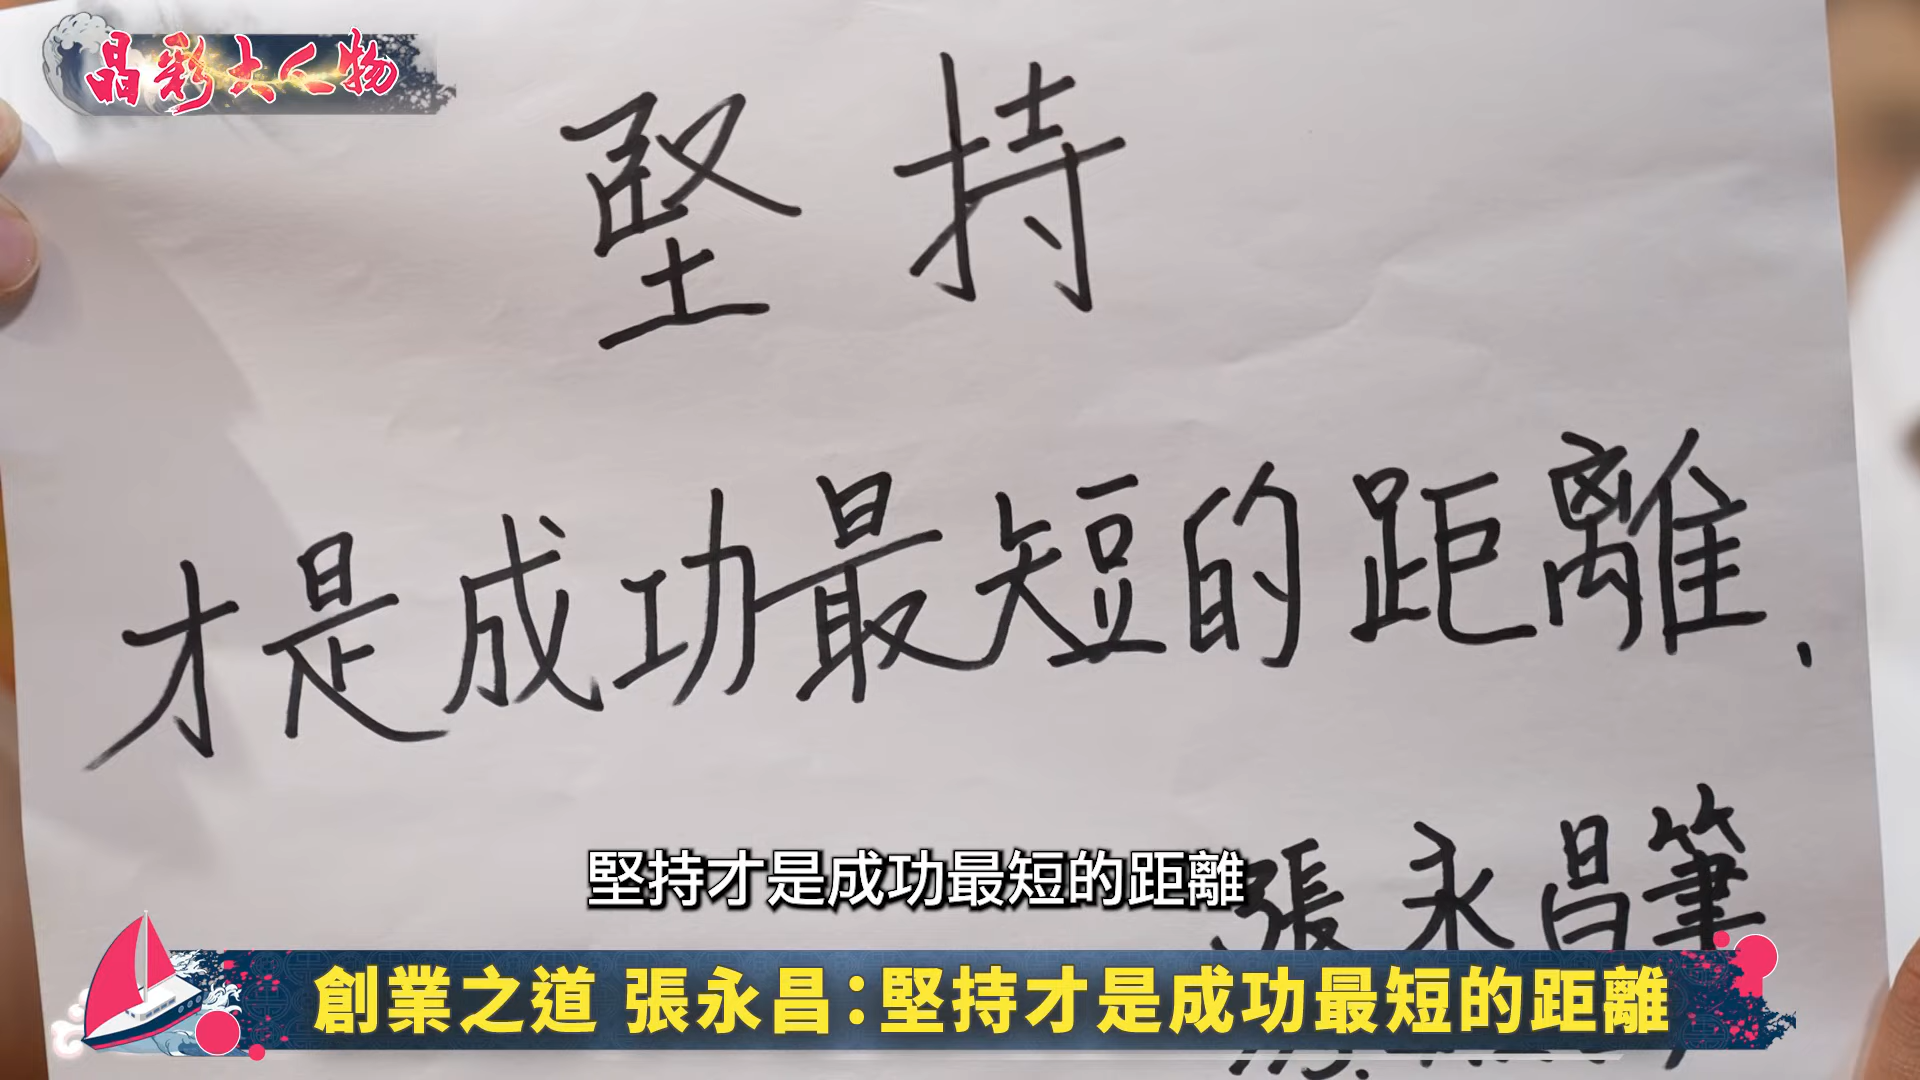 晶彩大人物
堅持
才是成功最短的距離.
張永昌筆
堅持才是成功最短的距離
創業之道 張永昌:堅持才是成功最短的距離